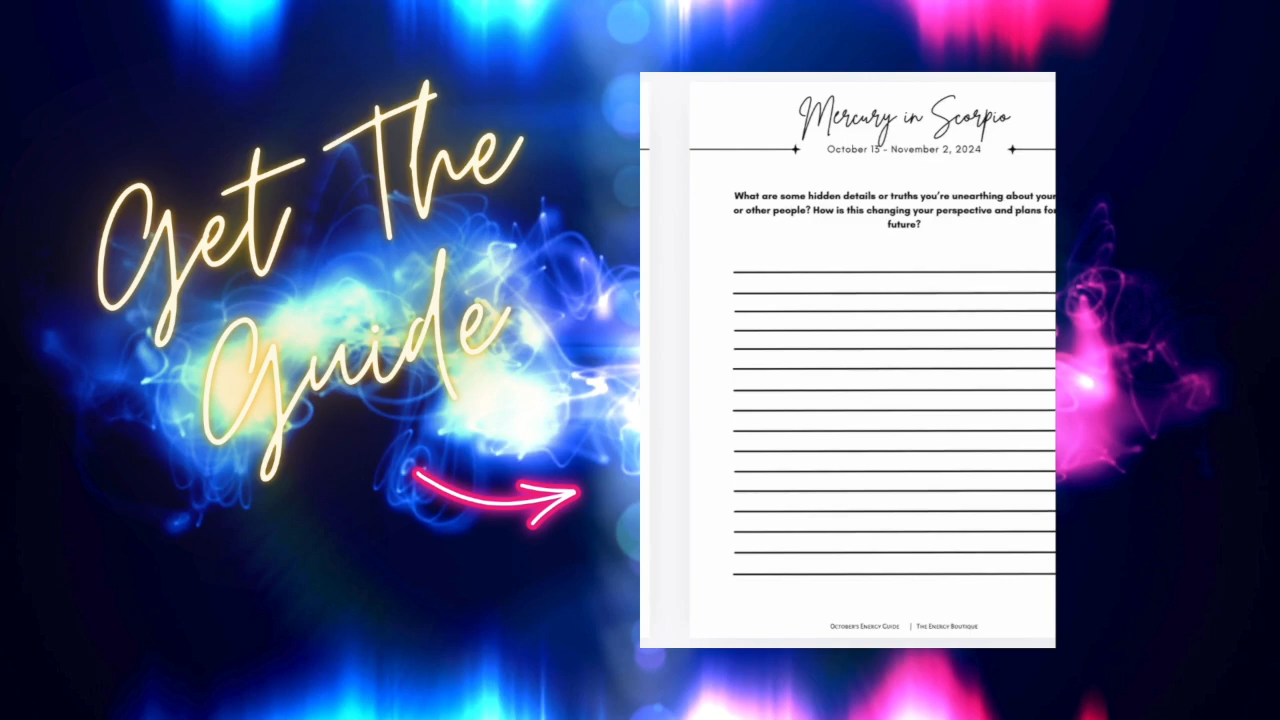 Get The
Guide
Mercury in Scorpio
October 13 - November 2, 2024
What are some hidden details or truths you're unearthing about your
or other people? How is this changing your perspective and plans for
future?
October's Energy Guide | The Energy Boutique